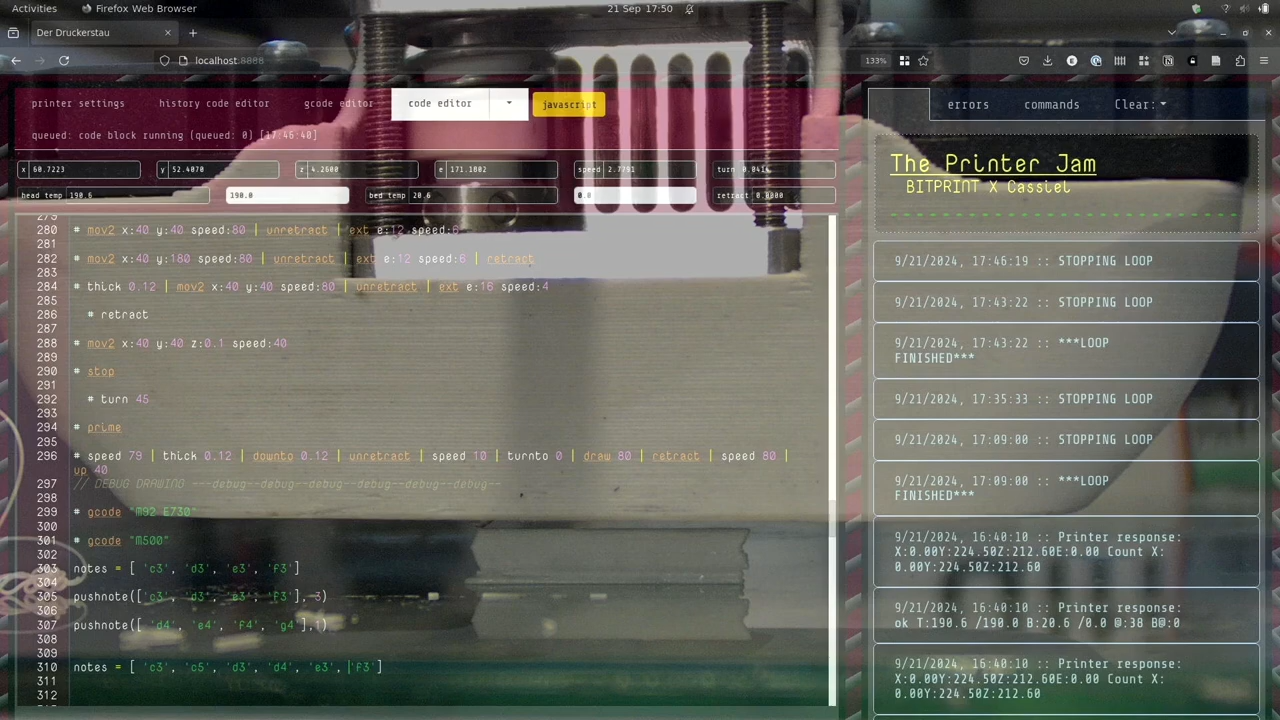 Activities
Firefox Web Browser
21 Sep 17:50
Der Druckerstau
localhost:8888
133%
printer settings
history code editor
gcode editor
code editor
javascript
queued: code block running (queued: 0) [17:46:40]
x 60.7223
y 52.4070
z 4.2600
e 171.1802
speed 2.7791
turn 0.0414
head temp 190.6
190.0
bed temp 20.6
0.0
retract 0.0000
279
280 # mov2 x:40 y:40 speed:80 | unretract | ext e:12 speed:6
281
282 # mov2 x:40 y:180 speed:80 | unretract | ext e:12 speed:6 | retract
283
284 # thick 0.12 | mov2 x:40 y:40 speed:80 | unretract | ext e:16 speed:4
285
286 # retract
287
288 # mov2 x:40 y:40 z:0.1 speed:40
289
290 # stop
291
292 # turn 45
293
294 # prime
295
296 # speed 79 | thick 0.12 | downto 0.12 | unretract | speed 10 | turnto 0 | draw 80 | retract | speed 80 |
up 40
297 // DEBUG DRAWING ---debug--debug--debug--debug--debug--debug--
298
299 # gcode "M92 E730"
300
301 # gcode "M500"
302
303 notes = [ 'c3', 'd3', 'e3', 'f3']
304
305 pushnote(['c3', 'd3', 'e3', 'f3'], 3)
306
307 pushnote([ 'd4', 'e4', 'f4', 'g4'],1)
308
309
310 notes = [ 'c3', 'c5', 'd3', 'd4', 'e3', 'f3']
311
312
errors
commands
Clear:
The Printer Jam
BITPRINT X Cassiel
9/21/2024, 17:46:19 :: STOPPING LOOP
9/21/2024, 17:43:22 :: STOPPING LOOP
9/21/2024, 17:43:22 :: ***LOOP
FINISHED***
9/21/2024, 17:35:33 :: STOPPING LOOP
9/21/2024, 17:09:00 :: STOPPING LOOP
9/21/2024, 17:09:00 :: ***LOOP
FINISHED***
9/21/2024, 16:40:10 :: Printer response:
X:0.00Y:224.50Z:212.60E:0.00 Count X:
0.00Y:224.50Z:212.60
9/21/2024, 16:40:10 :: Printer response:
ok T:190.6 /190.0 B:20.6 /0.0 @:38 B@:0
9/21/2024, 16:40:10 :: Printer response:
X:0.00Y:224.50Z:212.60E:0.00 Count X:
0.00Y:224.50Z:212.60